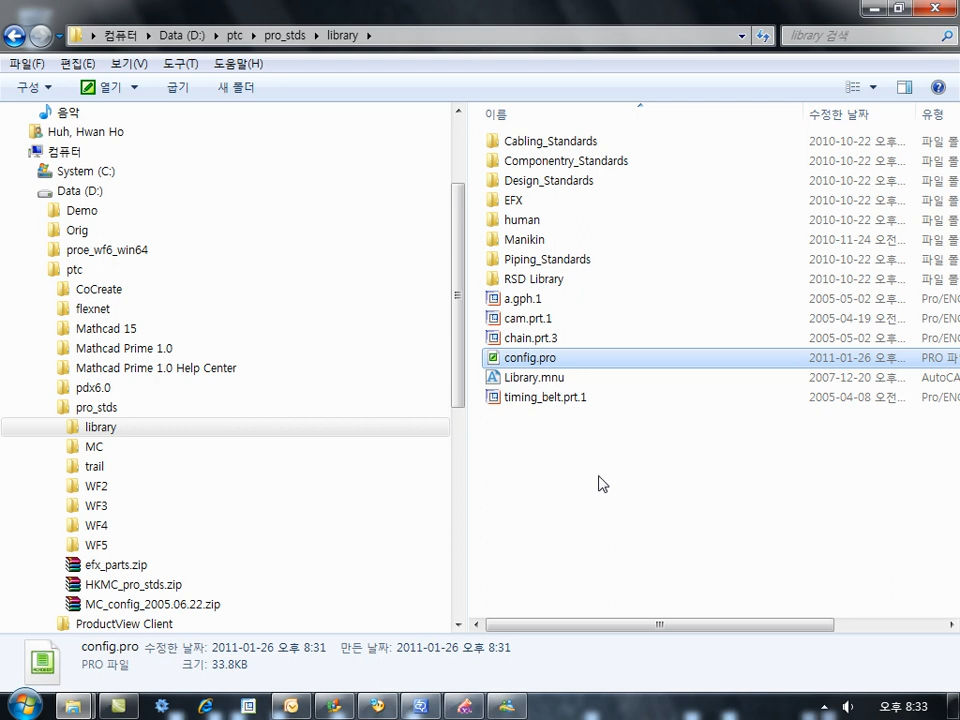 컴퓨터 Data (D:) ptc pro_stds library
library 검색
파일(F) 편집(E) 보기(V) 도구(T) 도움말(H)
구성 열기 굽기 새 폴더
음악
Huh, Hwan Ho
컴퓨터
System (C:)
Data (D:)
Demo
Orig
proe_wf6_win64
ptc
CoCreate
flexnet
Mathcad 15
Mathcad Prime 1.0
Mathcad Prime 1.0 Help Center
pdx6.0
pro_stds
library
MC
trail
WF2
WF3
WF4
WF5
efx_parts.zip
HKMC_pro_stds.zip
MC_config_2005.06.22.zip
ProductView Client
이름 수정한 날짜 유형
Cabling_Standards 2010-10-22 오후... 파일 폴
Componentry_Standards 2010-10-22 오후... 파일 폴
Design_Standards 2010-10-22 오후... 파일 폴
EFX 2010-10-22 오후... 파일 폴
human 2010-10-22 오후... 파일 폴
Manikin 2010-11-24 오전... 파일 폴
Piping_Standards 2010-10-22 오후... 파일 폴
RSD Library 2010-10-22 오후... 파일 폴
a.gph.1 2005-05-02 오후... Pro/ENG
cam.prt.1 2005-04-19 오전... Pro/ENG
chain.prt.3 2005-05-02 오후... Pro/ENG
config.pro 2011-01-26 오후... PRO 파
Library.mnu 2007-12-20 오후... AutoCA
timing_belt.prt.1 2005-04-08 오전... Pro/ENG
config.pro 수정한 날짜: 2011-01-26 오후 8:31 만든 날짜: 2011-01-26 오후 8:31
PRO 파일 크기: 33.8KB
오후 8:33